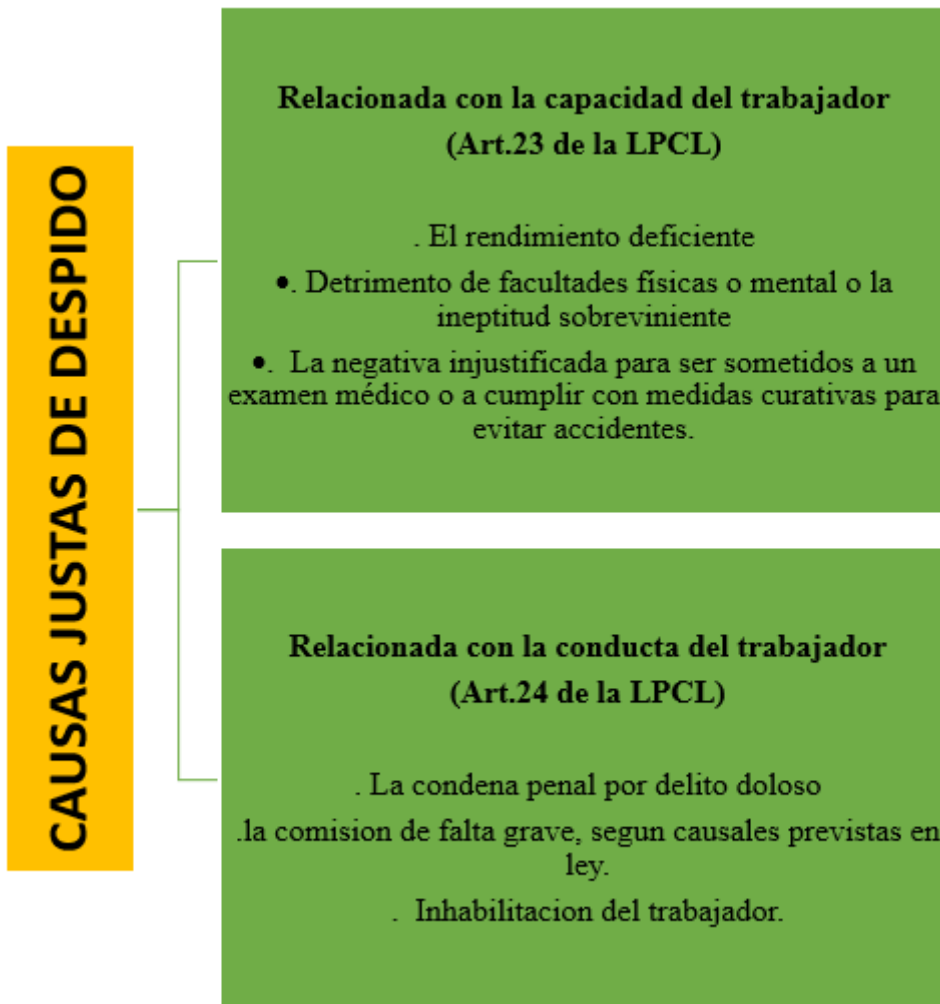 CAUSAS JUSTAS DE DESPIDO
Relacionada con la capacidad del trabajador
(Art.23 de la LPCL)
. El rendimiento deficiente
•. Detrimento de facultades físicas o mental o la
ineptitud sobreviniente
•. La negativa injustificada para ser sometidos a un
examen médico o a cumplir con medidas curativas para
evitar accidentes.
Relacionada con la conducta del trabajador
(Art.24 de la LPCL)
. La condena penal por delito doloso
.la comision de falta grave, segun causales previstas en
ley.
. Inhabilitacion del trabajador.